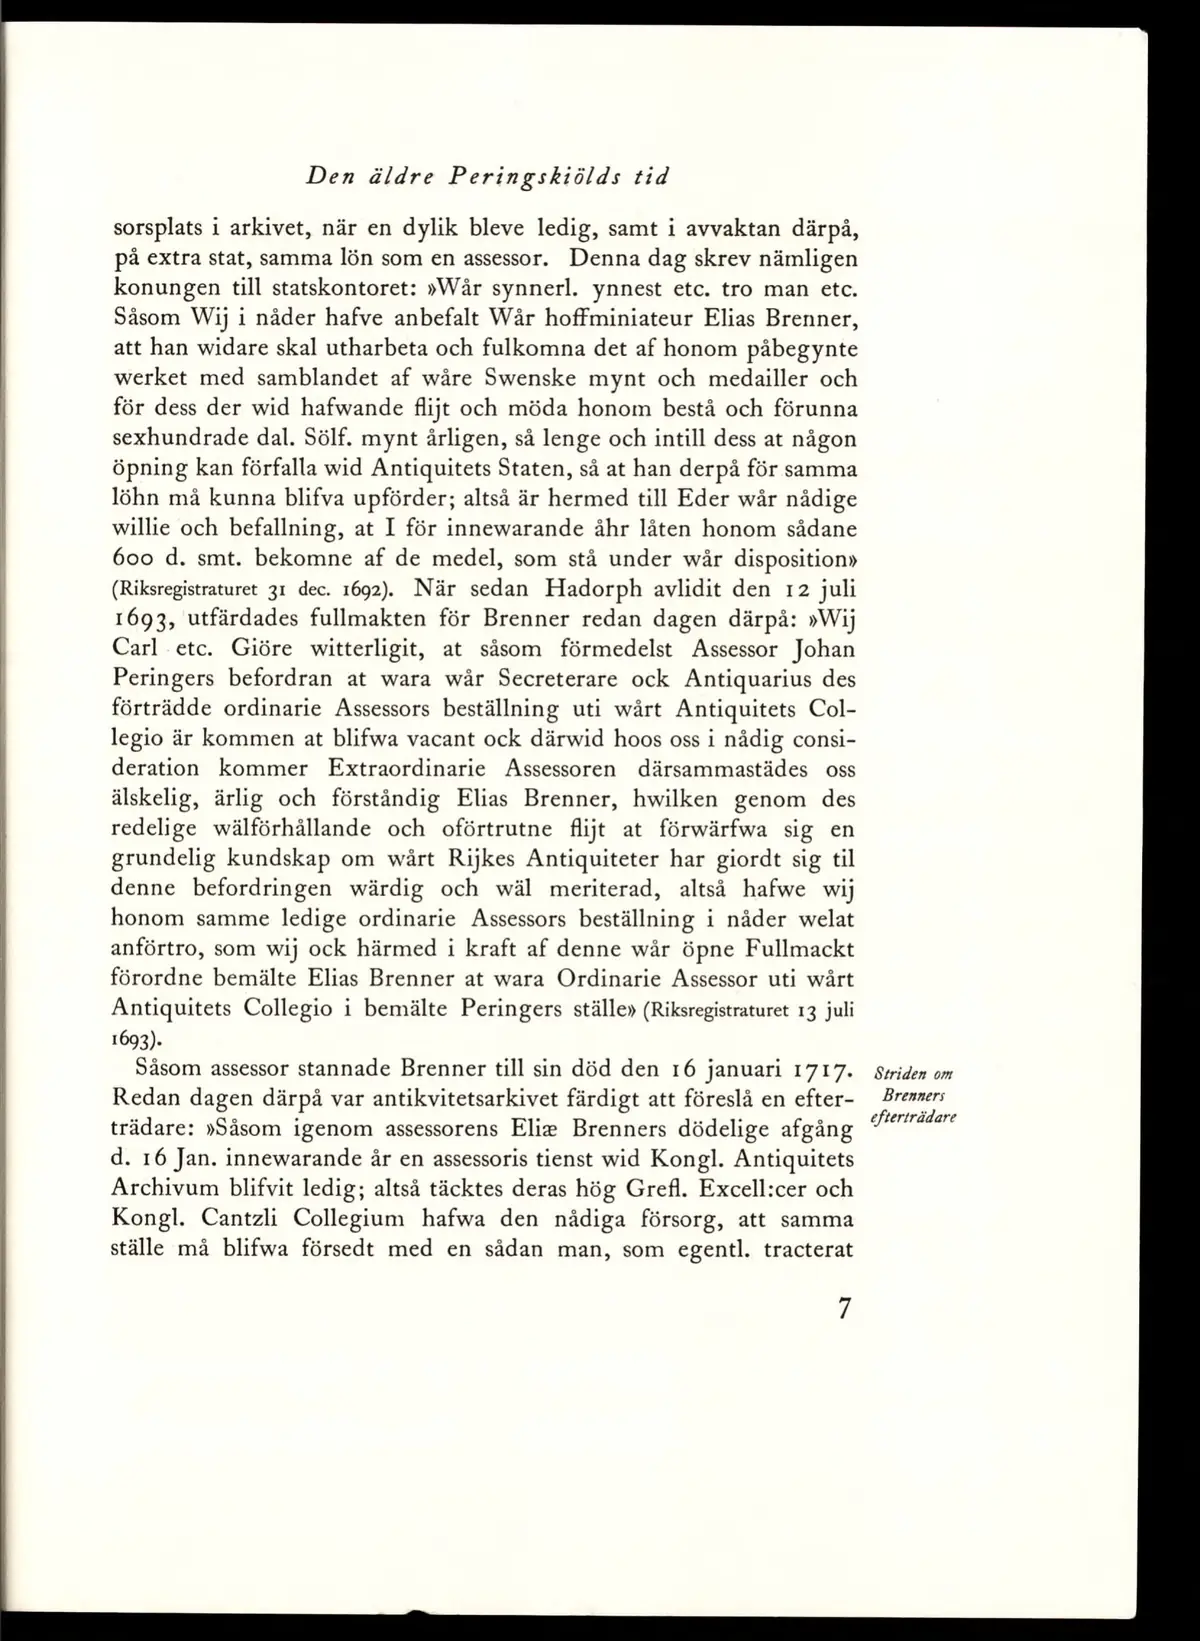 Den äldre Peringskiölds tid
sorsplats i arkivet, när en dylik bleve ledig, samt i avvaktan därpå,
på extra stat, samma lön som en assessor. Denna dag skrev nämligen
konungen till statskontoret: »Wår synnerl. ynnest etc. tro man etc.
Såsom Wij i nåder hafve anbefalt Wår hoffminiateur Elias Brenner,
att han widare skal utharbeta och fulkomna det af honom påbegynte
werket med samblandet af wåre Swenske mynt och medailler och
för dess der wid hafwande flijt och möda honom bestå och förunna
sexhundrade dal. Sölf. mynt årligen, så lenge och intill dess at någon
öpning kan förfalla wid Antiquitets Staten, så at han derpå för samma
löhn må kunna blifva upförder; altså är hermed till Eder wår nådige
willie och befallning, at I för innewarande åhr låten honom sådane
600 d. smt. bekomne af de medel, som stå under wår disposition»
(Riksregistraturet 31 dec. 1692). När sedan Hadorph avlidit den 12 juli
1693, utfärdades fullmakten för Brenner redan dagen därpå: »Wij
Carl etc. Giöre witterligit, at såsom förmedelst Assessor Johan
Peringers befordran at wara wår Secreterare ock Antiquarius des
förträdde ordinarie Assessors beställning uti wårt Antiquitets Col-
legio är kommen at blifwa vacant ock därwid hoos oss i nådig consi-
deration kommer Extraordinarie Assessoren därsammastädes oss
älskelig, ärlig och förståndig Elias Brenner, hwilken genom des
redelige wälförhållande och oförtrutne flijt at förwärfwa sig en
grundelig kundskap om wårt Rijkes Antiquiteter har giordt sig til
denne befordringen wärdig och wäl meriterad, altså hafwe wij
honom samme ledige ordinarie Assessors beställning i nåder welat
anförtro, som wij ock härmed i kraft af denne wår öpne Fullmackt
förordne bemälte Elias Brenner at wara Ordinarie Assessor uti wårt
Antiquitets Collegio i bemälte Peringers ställe» (Riksregistraturet 13 juli
1693).
Såsom assessor stannade Brenner till sin död den 16 januari 1717.
Redan dagen därpå var antikvitetsarkivet färdigt att föreslå en efter-
trädare: »Såsom igenom assessorens Eliæ Brenners dödelige afgång
d. 16 Jan. innewarande år en assessoris tienst wid Kongl. Antiquitets
Archivum blifvit ledig; altså täcktes deras hög Grefl. Excell:cer och
Kongl. Cantzli Collegium hafwa den nådiga försorg, att samma
ställe må blifwa försedt med en sådan man, som egentl. tracterat
Striden om
Brenners
efterträdare
7